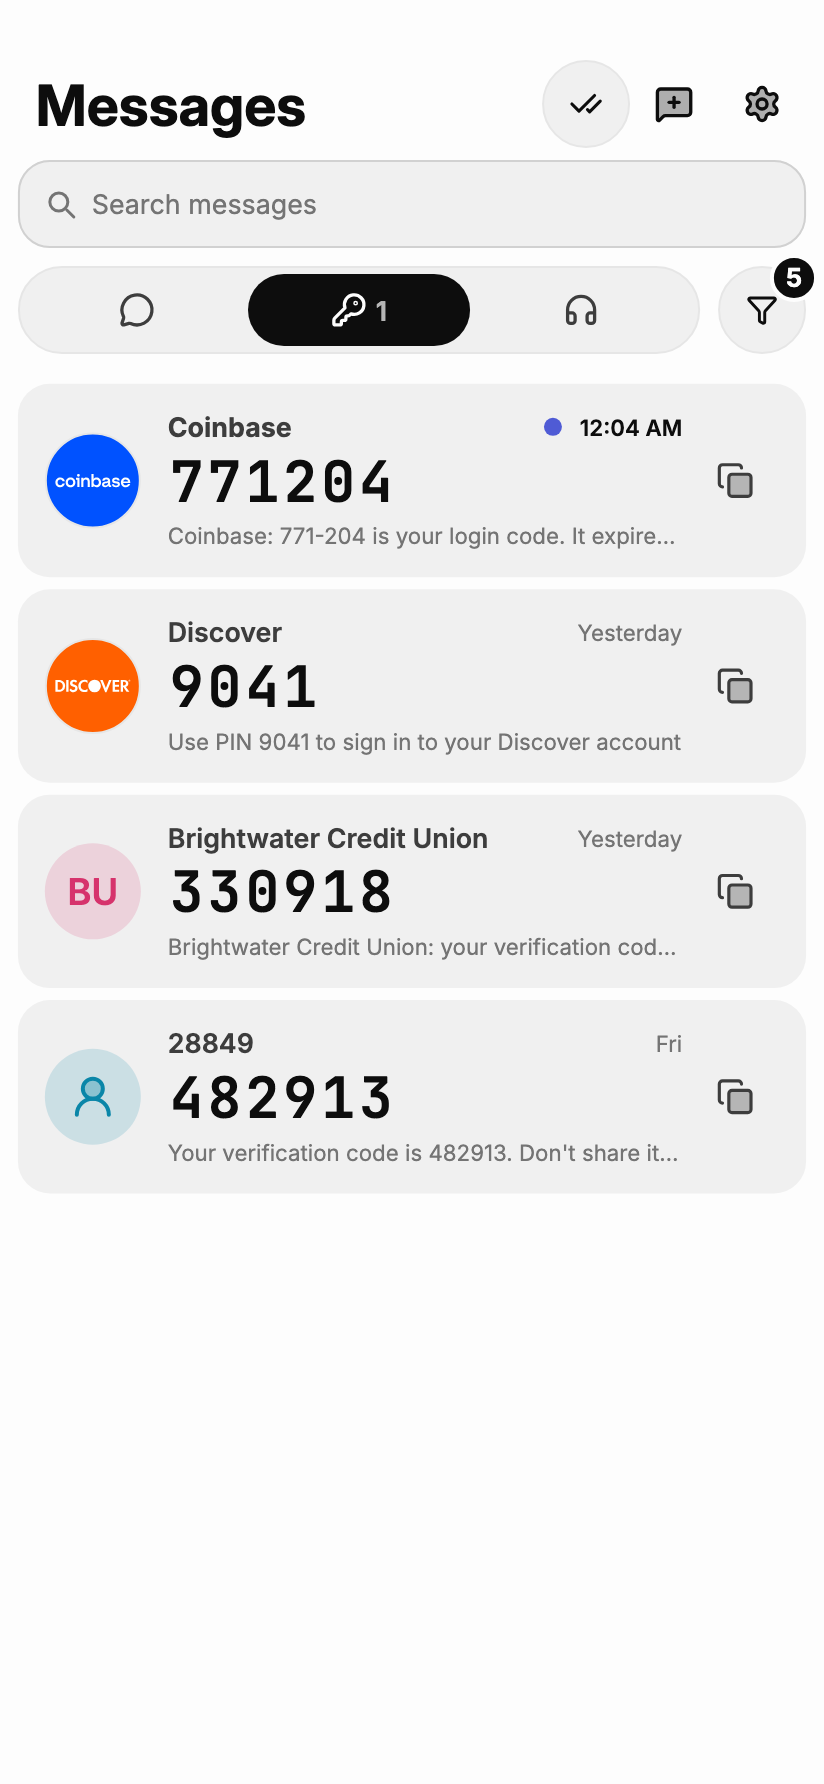 Messages
Search messages
1
5
Coinbase
12:04 AM
coinbase
771204
Coinbase: 771-204 is your login code. It expire...
Discover
Yesterday
DISCOVER
9041
Use PIN 9041 to sign in to your Discover account
Brightwater Credit Union
Yesterday
BU
330918
Brightwater Credit Union: your verification cod...
28849
Fri
482913
Your verification code is 482913. Don't share it...